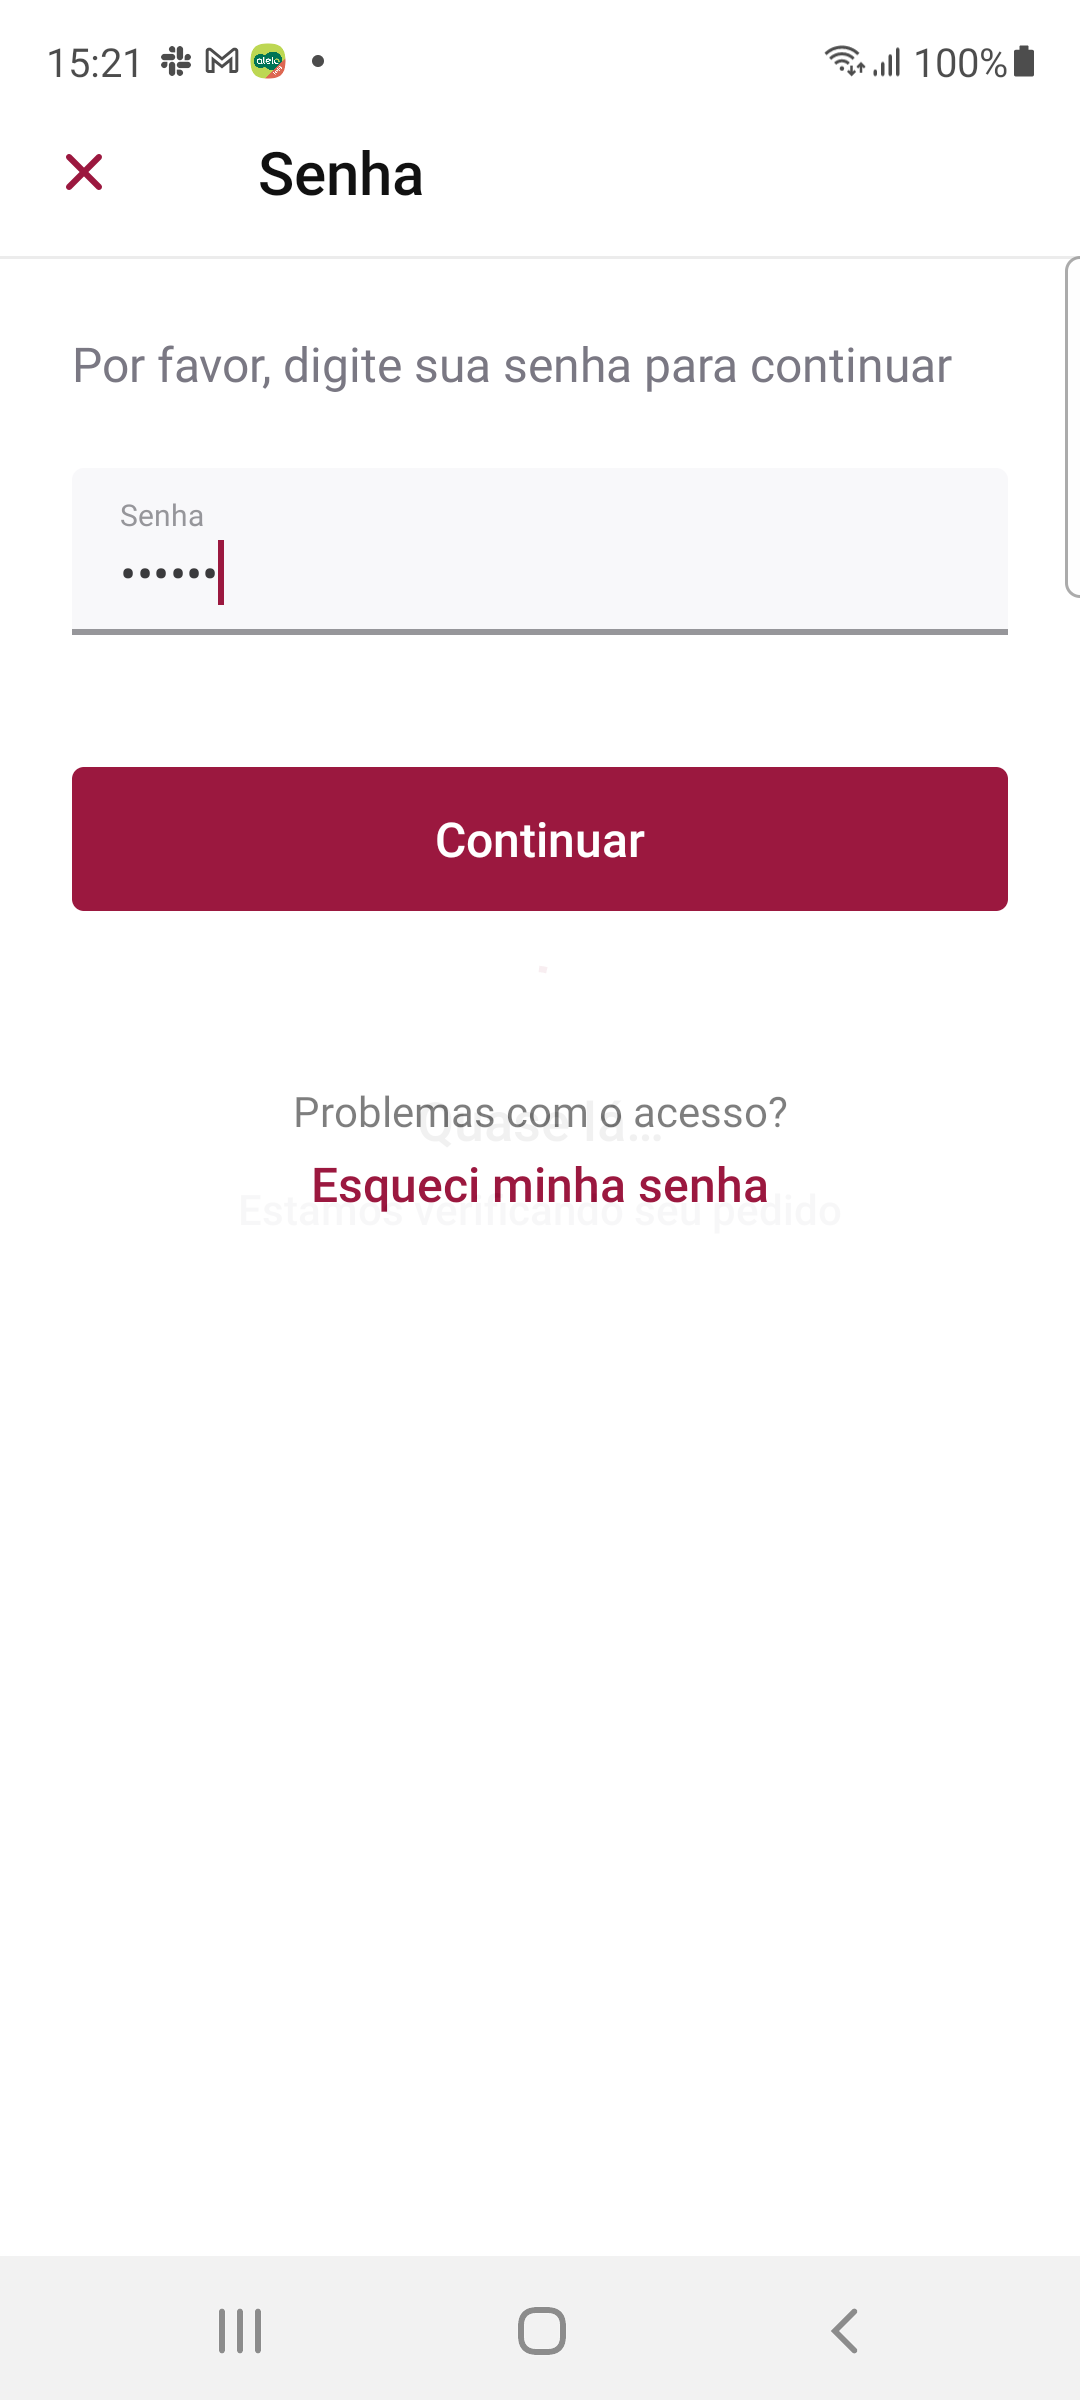 15:21 alelo 100%
Senha
Por favor, digite sua senha para continuar
Senha
••••••
Continuar
Problemas com o acesso?
Quase lá...
Esqueci minha senha
Estamos verificando seu pedido